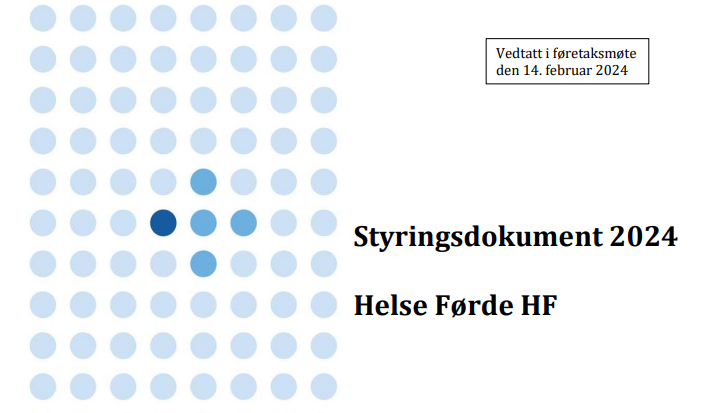 Vedtatt i føretaksmøte
den 14. februar 2024
Styringsdokument 2024
Helse Førde HF